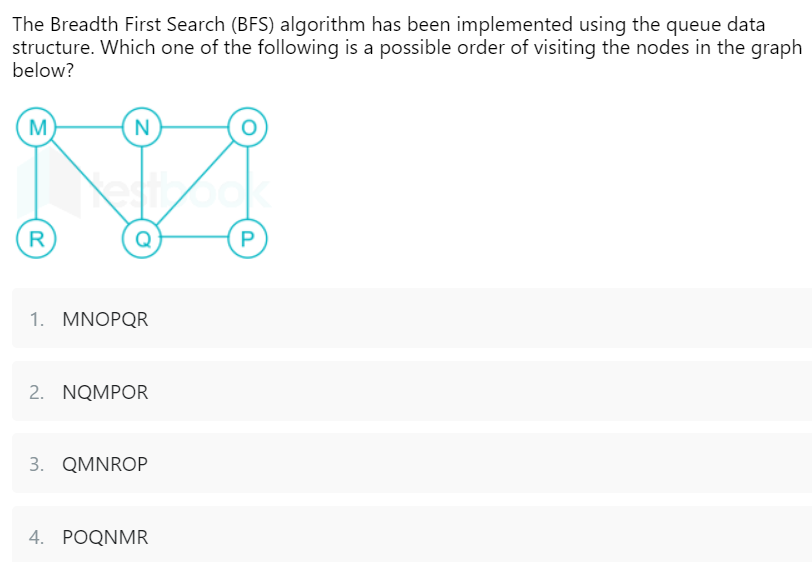 The Breadth First Search (BFS) algorithm has been implemented using the queue data
structure. Which one of the following is a possible order of visiting the nodes in the graph
below?
M N O
testbook
R Q P
1. MNOPQR
2. NQMPOR
3. QMNROP
4. POQNMR